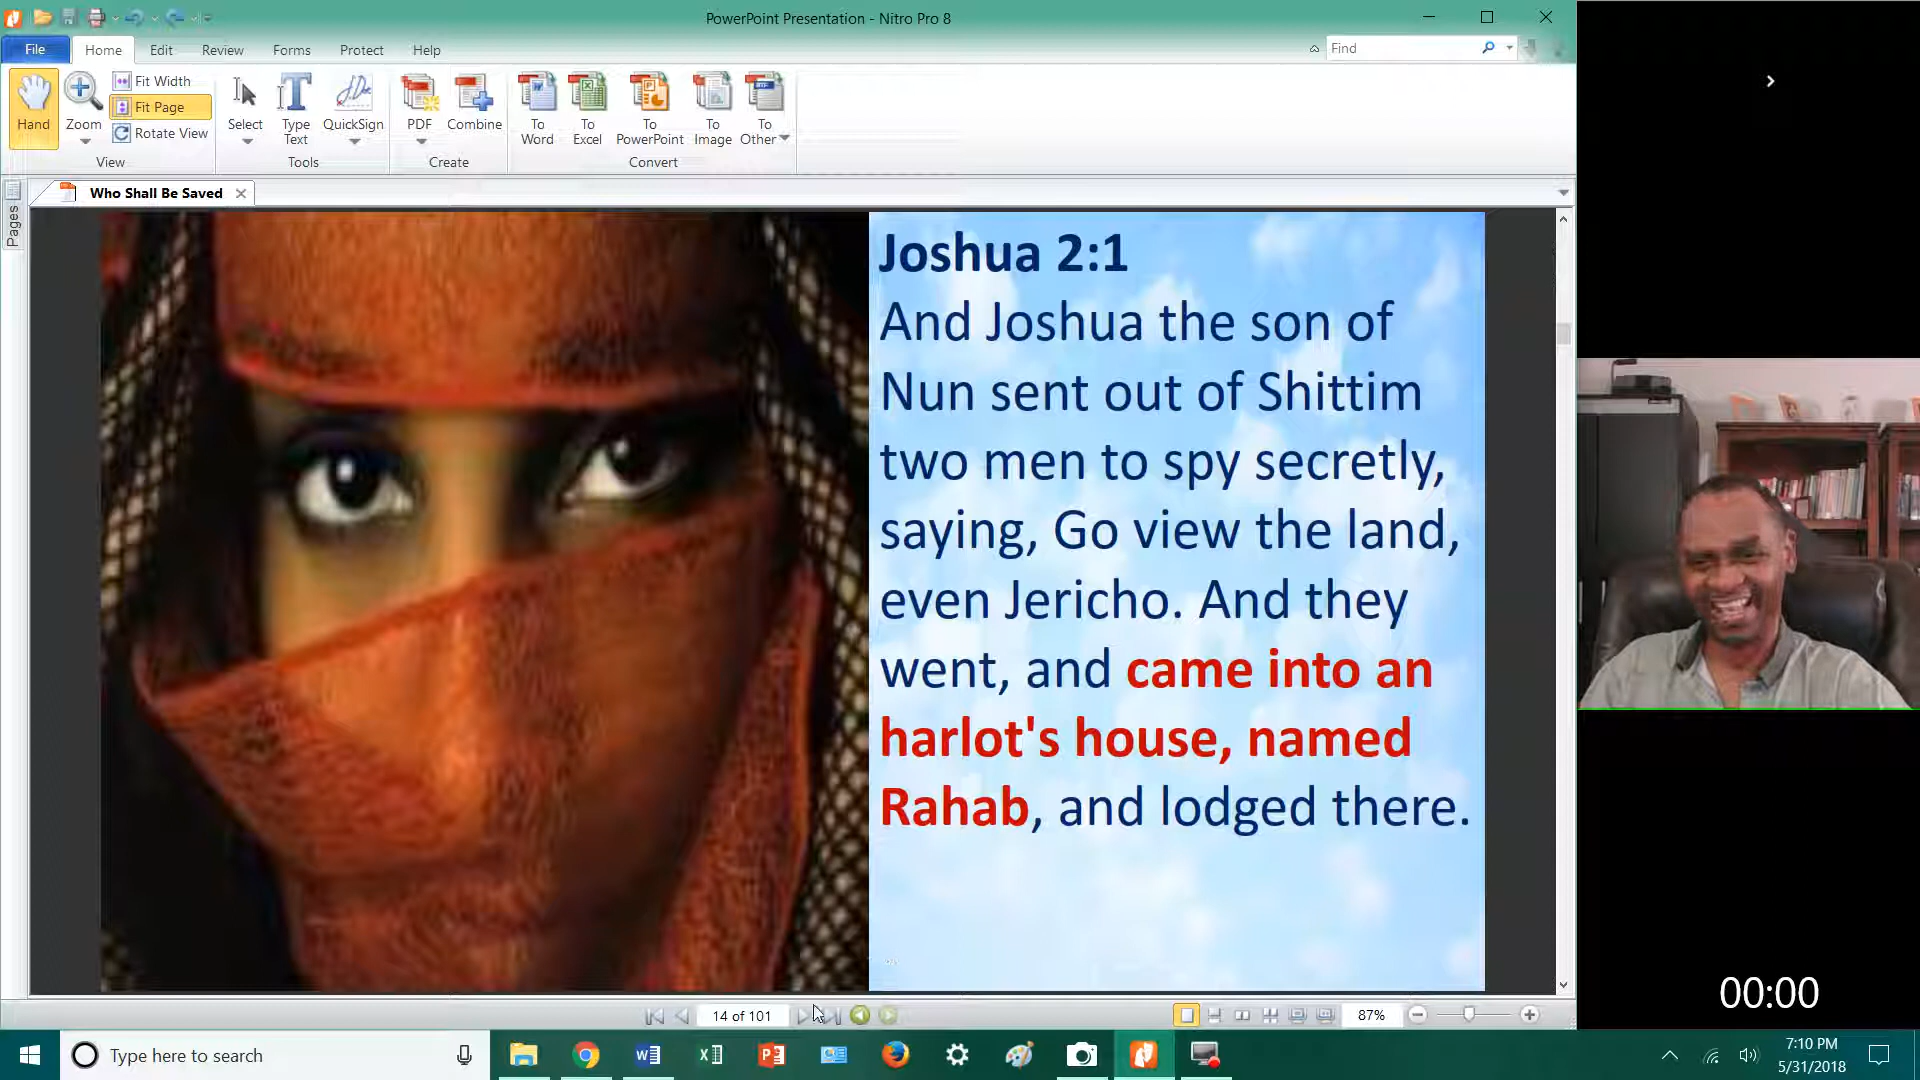 PowerPoint Presentation - Nitro Pro 8
File Home Edit Review Forms Protect Help
Find
Hand
Zoom
Fit Width
Fit Page
Rotate View
View
Select
Type Text
QuickSign
Tools
PDF
Combine
Create
To Word
To Excel
To PowerPoint
To Image
To Other
Convert
Who Shall Be Saved
Pages
Joshua 2:1
And Joshua the son of
Nun sent out of Shittim
two men to spy secretly,
saying, Go view the land,
even Jericho. And they
went, and came into an
harlot's house, named
Rahab, and lodged there.
00:00
14 of 101
87%
Type here to search
7:10 PM
5/31/2018